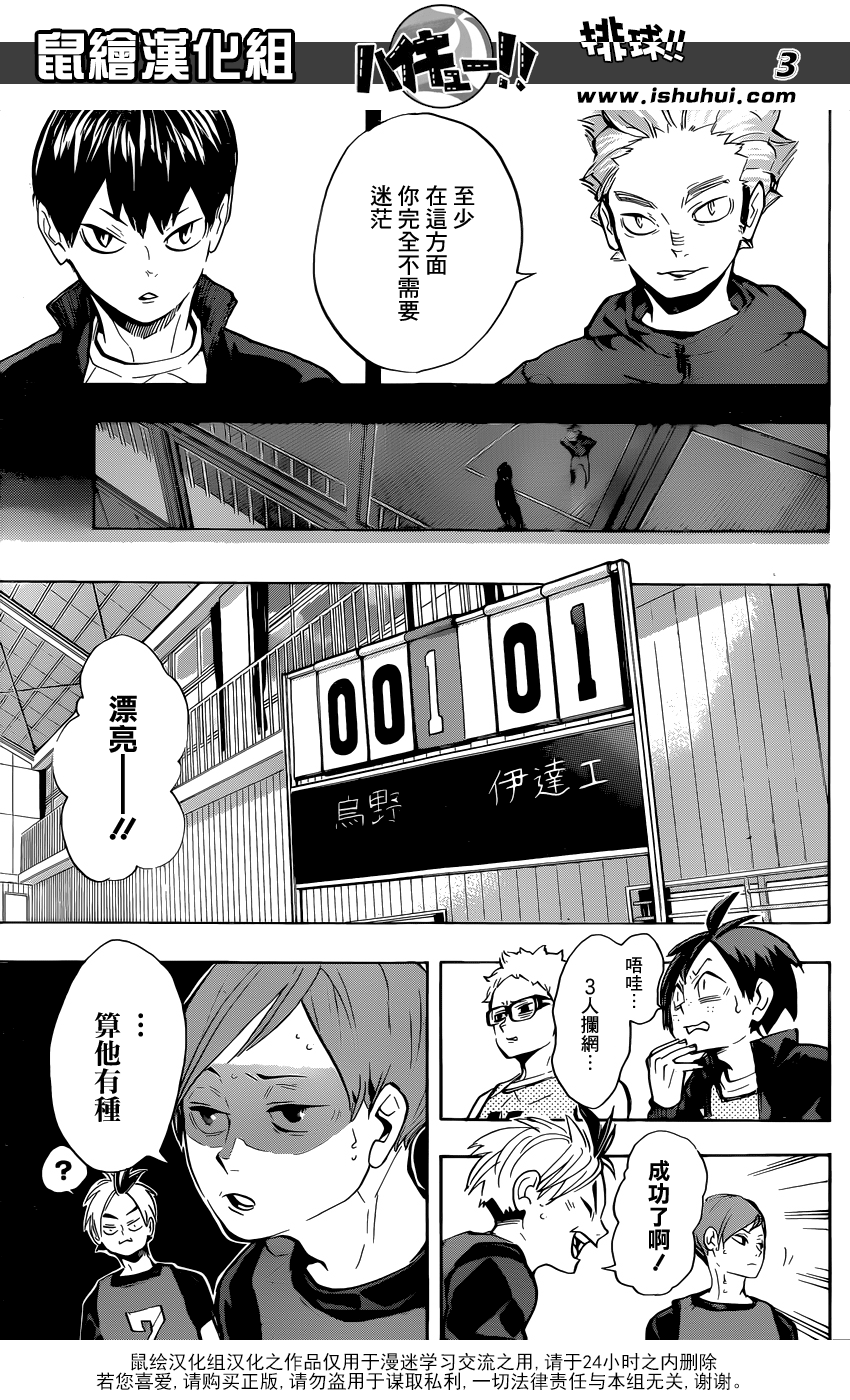 鼠繪漢化組
ハイキュー!!
排球!!
3
www.ishuhui.com
至少
在這方面
你完全不需要
迷茫
00 1 01
烏野 伊達工
漂亮——!!
唔哇…
3人攔網…
成功了啊!
…
算他有種
?
7
鼠绘汉化组汉化之作品仅用于漫迷学习交流之用, 请于24小时之内删除
若您喜爱, 请购买正版, 请勿盗用于谋取私利, 一切法律责任与本组无关, 谢谢。